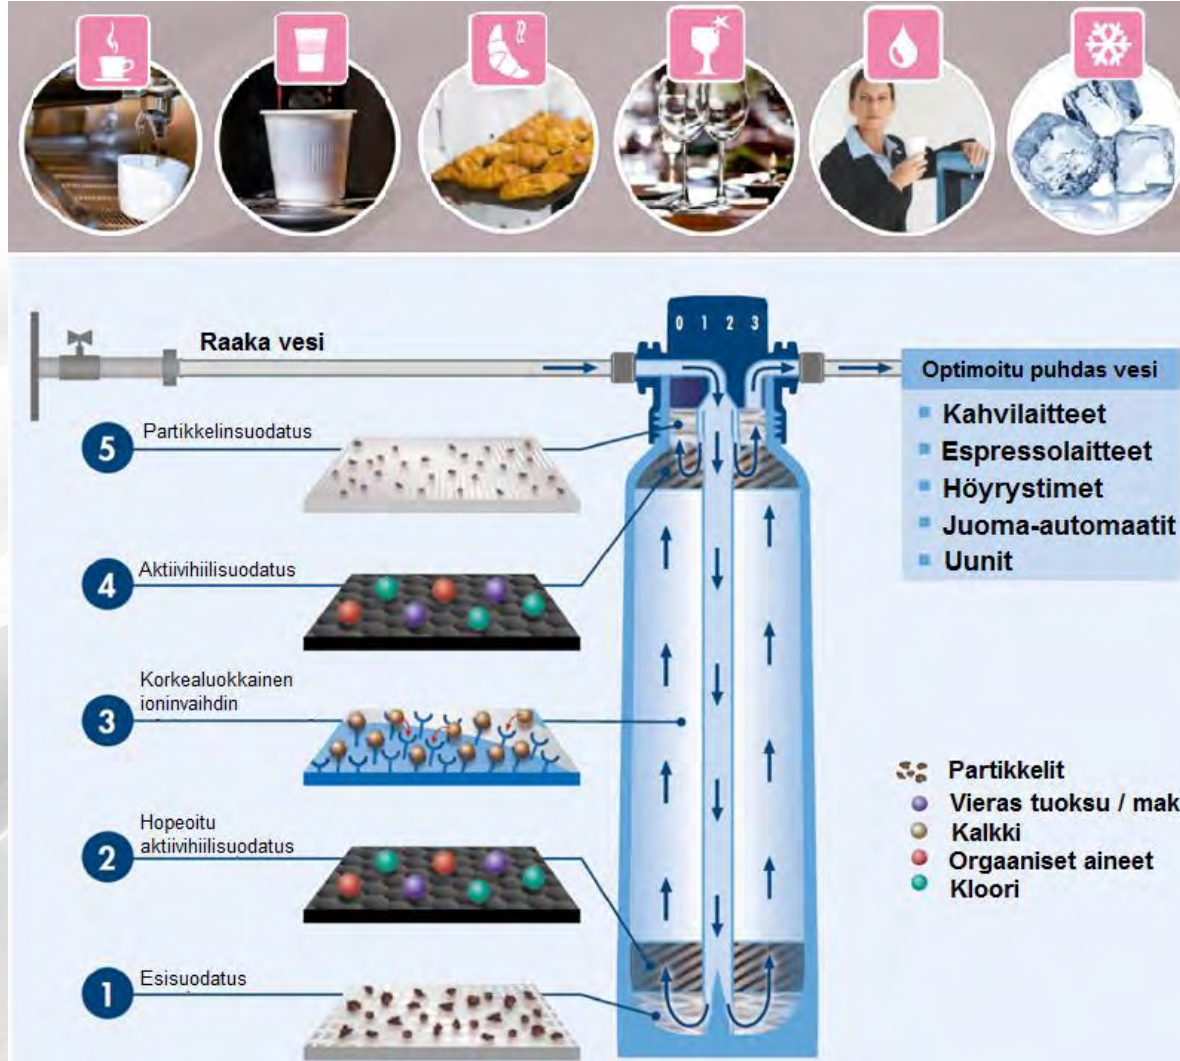 0 1 2 3
Raaka vesi
Optimoitu puhdas vesi
Kahvilaitteet
Espressolaitteet
Höyrystimet
Juoma-automaatit
Uunit
5
Partikkelinsuodatus
4
Aktiivihiilisuodatus
3
Korkealuokkainen
ioninvaihdin
2
Hopeoitu
aktiivihiilisuodatus
1
Esisuodatus
Partikkelit
Vieras tuoksu / mak
Kalkki
Orgaaniset aineet
Kloori